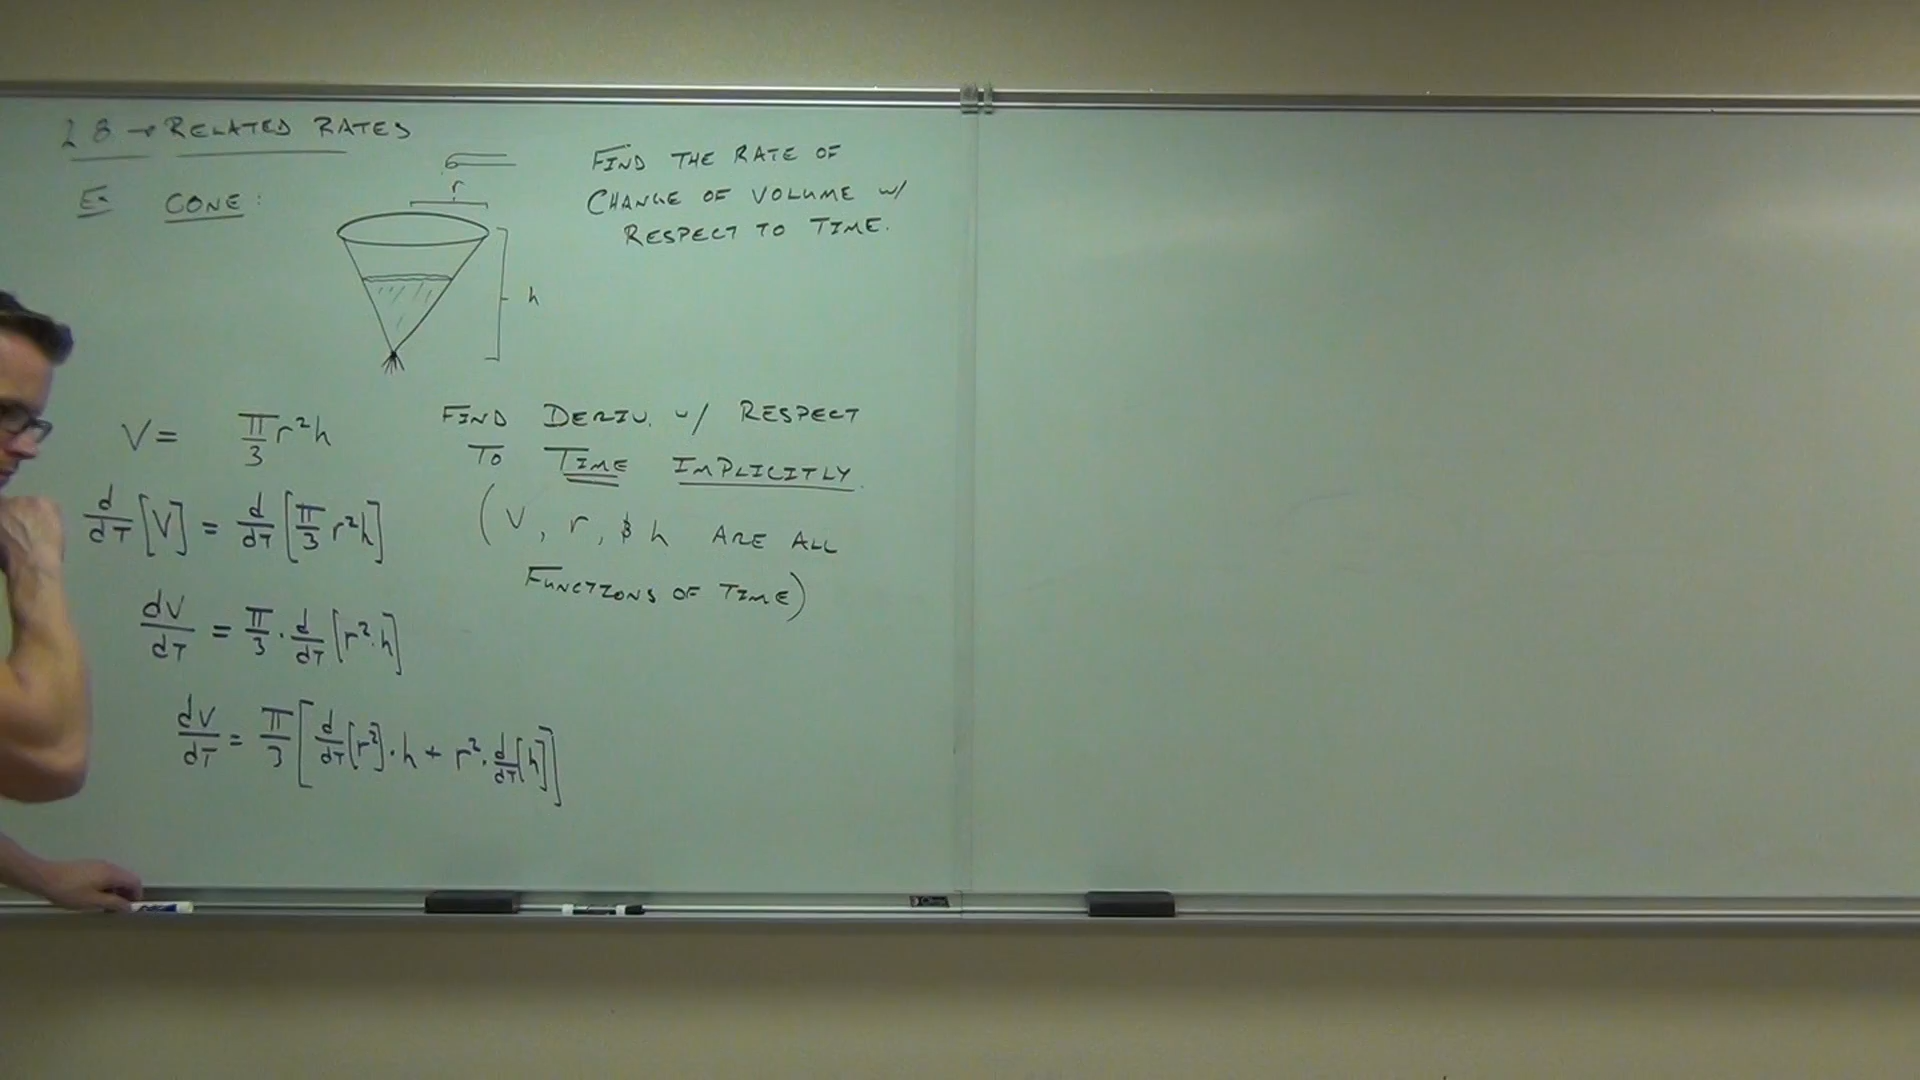 2.8 → RELATED RATES
Ex CONE:
r
h
FIND THE RATE OF
CHANGE OF VOLUME w/
RESPECT TO TIME.
V = π/3 r²h
d/dT [V] = d/dT [π/3 r²h]
dV/dT = π/3 · d/dT [r²·h]
dV/dT = π/3 [d/dT[r²]·h + r²·d/dT[h]]
FIND DERIV. w/ RESPECT
TO TIME IMPLICITLY.
(V, r, & h ARE ALL
FUNCTIONS OF TIME)